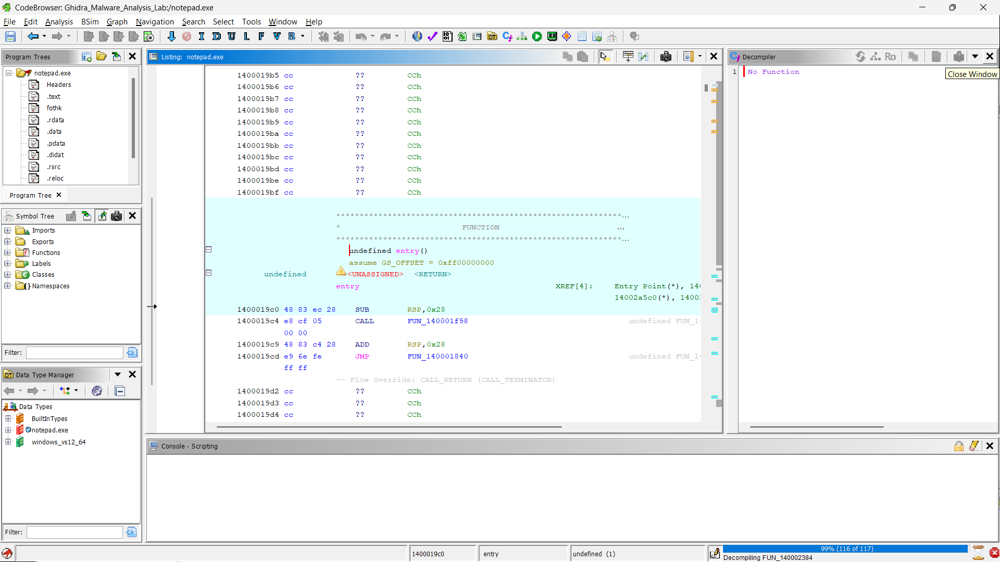 CodeBrowser: Ghidra_Malware_Analysis_Lab:/notepad.exe
File Edit Analysis BSim Graph Navigation Search Select Tools Window Help
I D U L F V B
Program Trees
notepad.exe
Headers
.text
fothk
.rdata
.data
.pdata
.didat
.rsrc
.reloc
Program Tree
Symbol Tree
Imports
Exports
Functions
Labels
Classes
Namespaces
Filter:
Data Type Manager
Data Types
BuiltInTypes
notepad.exe
windows_vs12_64
Filter:
Listing: notepad.exe
1400019b5 cc ?? CCh
1400019b6 cc ?? CCh
1400019b7 cc ?? CCh
1400019b8 cc ?? CCh
1400019b9 cc ?? CCh
1400019ba cc ?? CCh
1400019bb cc ?? CCh
1400019bc cc ?? CCh
1400019bd cc ?? CCh
1400019be cc ?? CCh
1400019bf cc ?? CCh
*************************************************************...
* FUNCTION ...
*************************************************************...
undefined entry()
assume GS_OFFSET = 0xff00000000
undefined <UNASSIGNED> <RETURN>
entry XREF[4]: Entry Point(*), 140
14002a5c0(*), 14003
1400019c0 48 83 ec 28 SUB RSP,0x28
1400019c4 e8 cf 05 CALL FUN_140001f98 undefined FUN_14
00 00
1400019c9 48 83 c4 28 ADD RSP,0x28
1400019cd e9 6e fe JMP FUN_140001840 undefined FUN_14
ff ff
-- Flow Override: CALL_RETURN (CALL_TERMINATOR)
1400019d2 cc ?? CCh
1400019d3 cc ?? CCh
1400019d4 cc ?? CCh
Decompiler
Ro
1 No Function
Close Window
Console - Scripting
1400019c0
entry
undefined (1)
99% (116 of 117)
Decompiling FUN_140002384